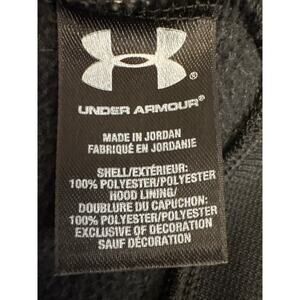 UNDER ARMOUR®
MADE IN JORDAN
FABRIQUÉ EN JORDANIE
SHELL/EXTÉRIEUR:
100% POLYESTER/POLYESTER
HOOD LINING/
DOUBLURE DU CAPUCHON:
100% POLYESTER/POLYESTER
EXCLUSIVE OF DECORATION
SAUF DÉCORATION